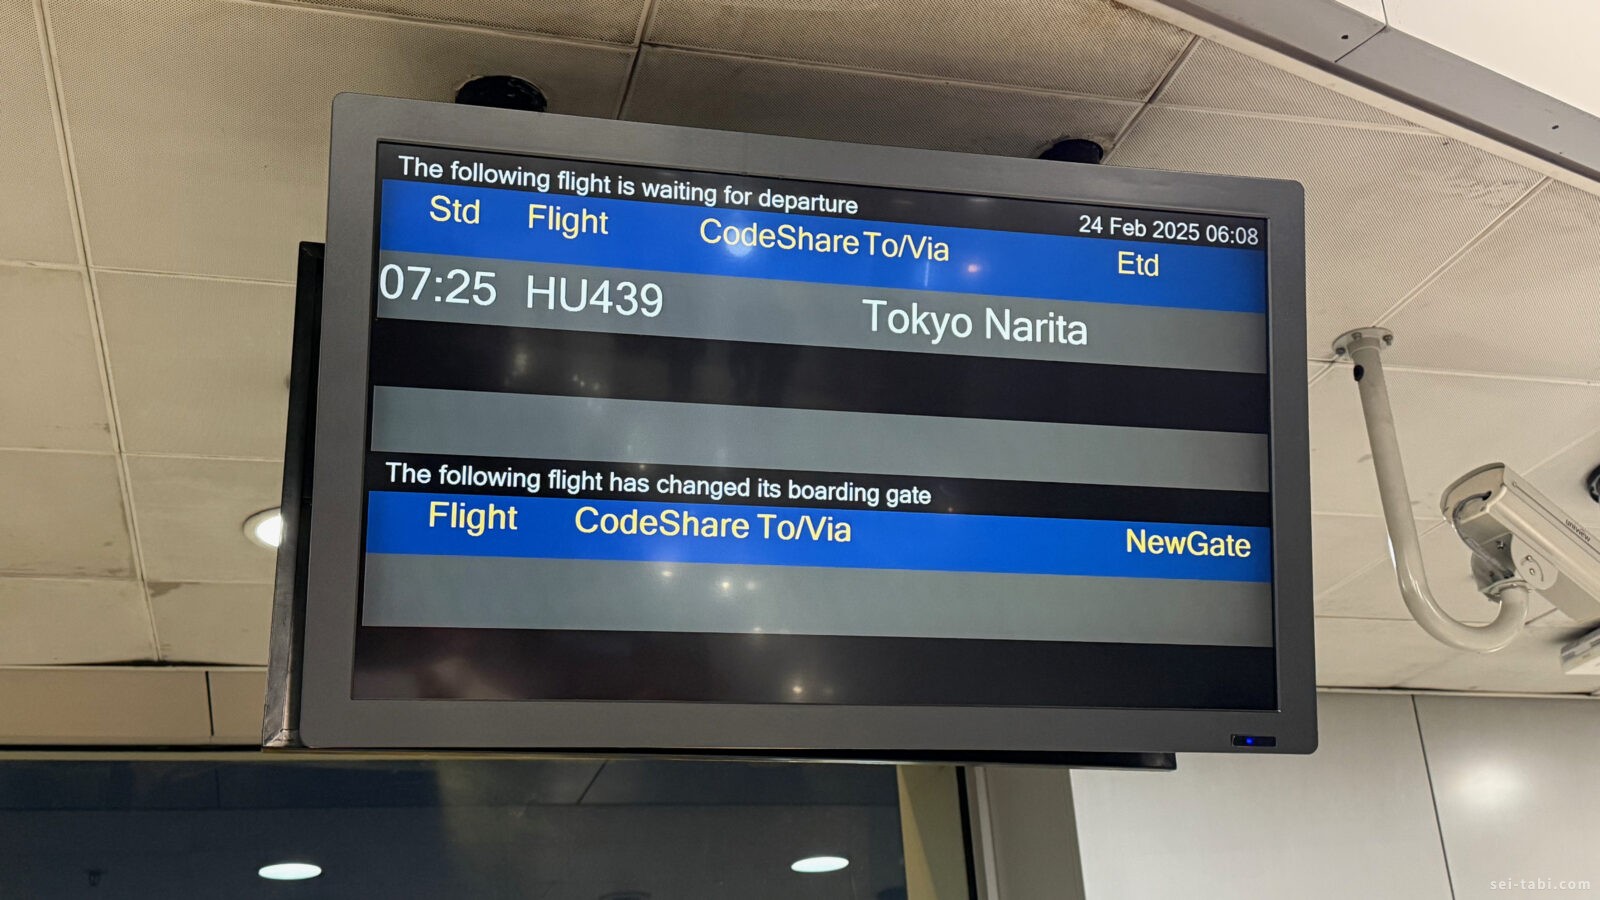 The following flight is waiting for departure
24 Feb 2025 06:08
Std Flight CodeShare To/Via Etd
07:25 HU439 Tokyo Narita
The following flight has changed its boarding gate
Flight CodeShare To/Via NewGate
uniview
sei-tabi.com